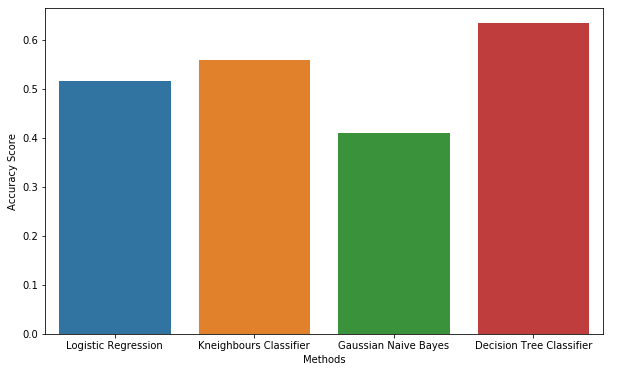 0.6
0.5
0.4
0.3
0.2
0.1
0.0
Accuracy Score
Logistic Regression
Kneighbours Classifier
Gaussian Naive Bayes
Decision Tree Classifier
Methods